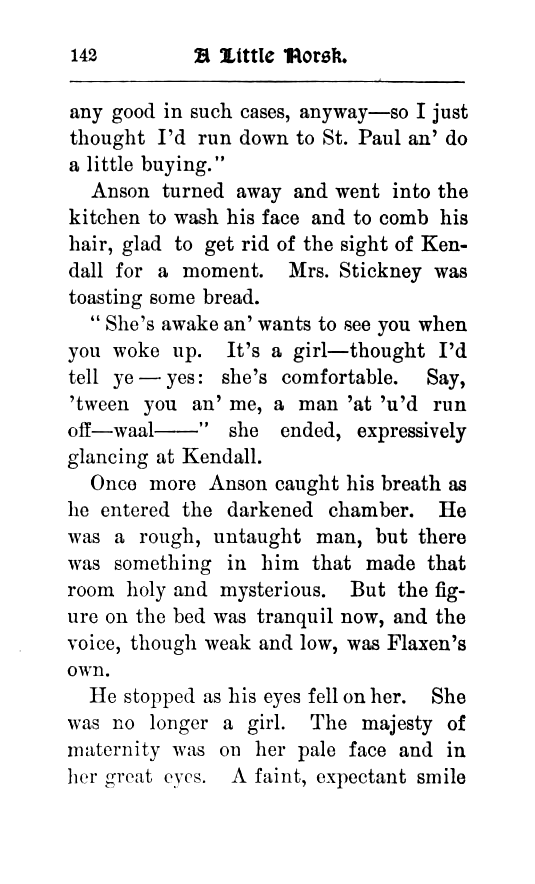 142 A Little Norsk.
any good in such cases, anyway—so I just
thought I'd run down to St. Paul an' do
a little buying."
Anson turned away and went into the
kitchen to wash his face and to comb his
hair, glad to get rid of the sight of Ken-
dall for a moment. Mrs. Stickney was
toasting some bread.
"She's awake an' wants to see you when
you woke up. It's a girl—thought I'd
tell ye — yes: she's comfortable. Say,
'tween you an' me, a man 'at 'u'd run
off—waal——" she ended, expressively
glancing at Kendall.
Once more Anson caught his breath as
he entered the darkened chamber. He
was a rough, untaught man, but there
was something in him that made that
room holy and mysterious. But the fig-
ure on the bed was tranquil now, and the
voice, though weak and low, was Flaxen's
own.
He stopped as his eyes fell on her. She
was no longer a girl. The majesty of
maternity was on her pale face and in
her great eyes. A faint, expectant smile